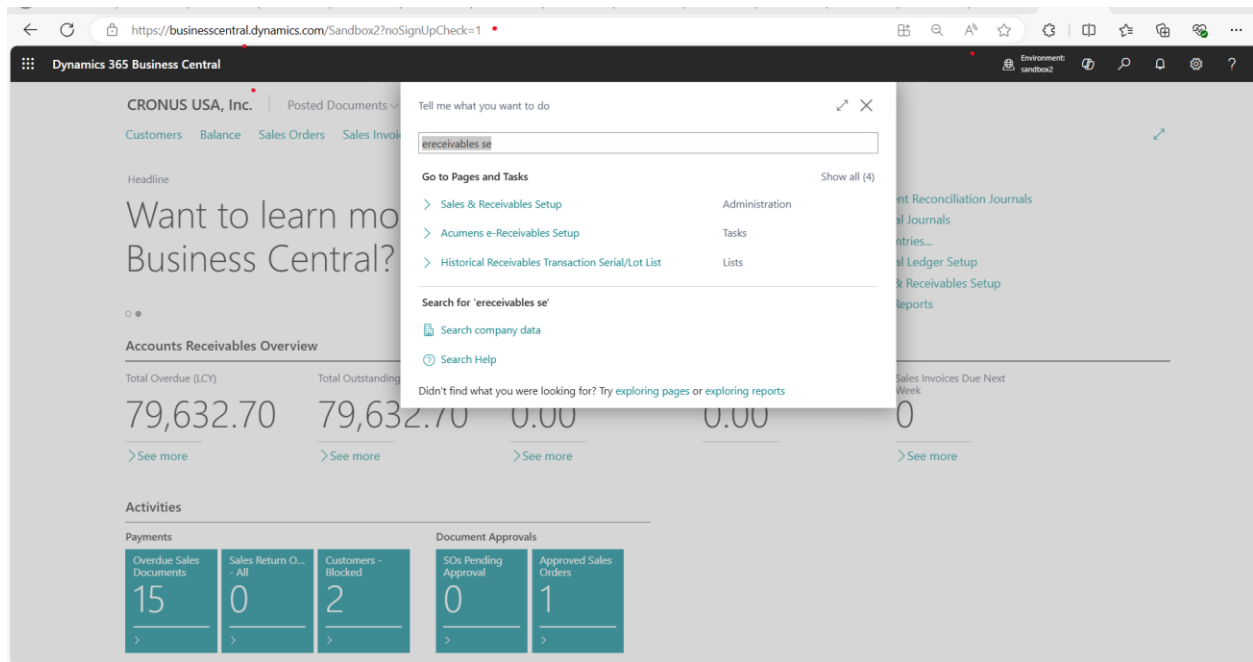 https://businesscentral.dynamics.com/Sandbox2?noSignUpCheck=1
Dynamics 365 Business Central
Environment:
sandbox2
CRONUS USA, Inc.
Posted Documents
Customers Balance Sales Orders Sales Invoi
Tell me what you want to do
ereceivables se
Go to Pages and Tasks Show all (4)
Sales & Receivables Setup Administration
Acumens e-Receivables Setup Tasks
Historical Receivables Transaction Serial/Lot List Lists
Search for 'ereceivables se'
Search company data
Search Help
Didn't find what you were looking for? Try exploring pages or exploring reports
Headline
Want to learn mo
Business Central?
nt Reconciliation Journals
al Journals
ntries...
al Ledger Setup
& Receivables Setup
Reports
Accounts Receivables Overview
Total Overdue (LCY)
79,632.70
>See more
Total Outstanding
79,632.70
>See more
0.00
>See more
0.00
Sales Invoices Due Next
Week
0
>See more
Activities
Payments
Overdue Sales
Documents
15
Sales Return O...
- All
0
Customers -
Blocked
2
Document Approvals
SOs Pending
Approval
0
Approved Sales
Orders
1